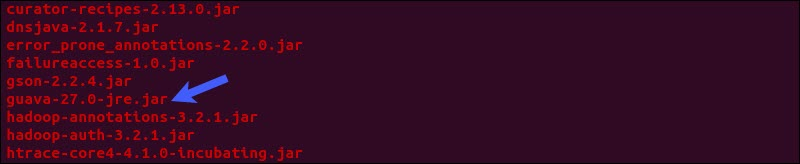 curator-recipes-2.13.0.jar
dnsjava-2.1.7.jar
error_prone_annotations-2.2.0.jar
failureaccess-1.0.jar
gson-2.2.4.jar
guava-27.0-jre.jar
hadoop-annotations-3.2.1.jar
hadoop-auth-3.2.1.jar
htrace-core4-4.1.0-incubating.jar